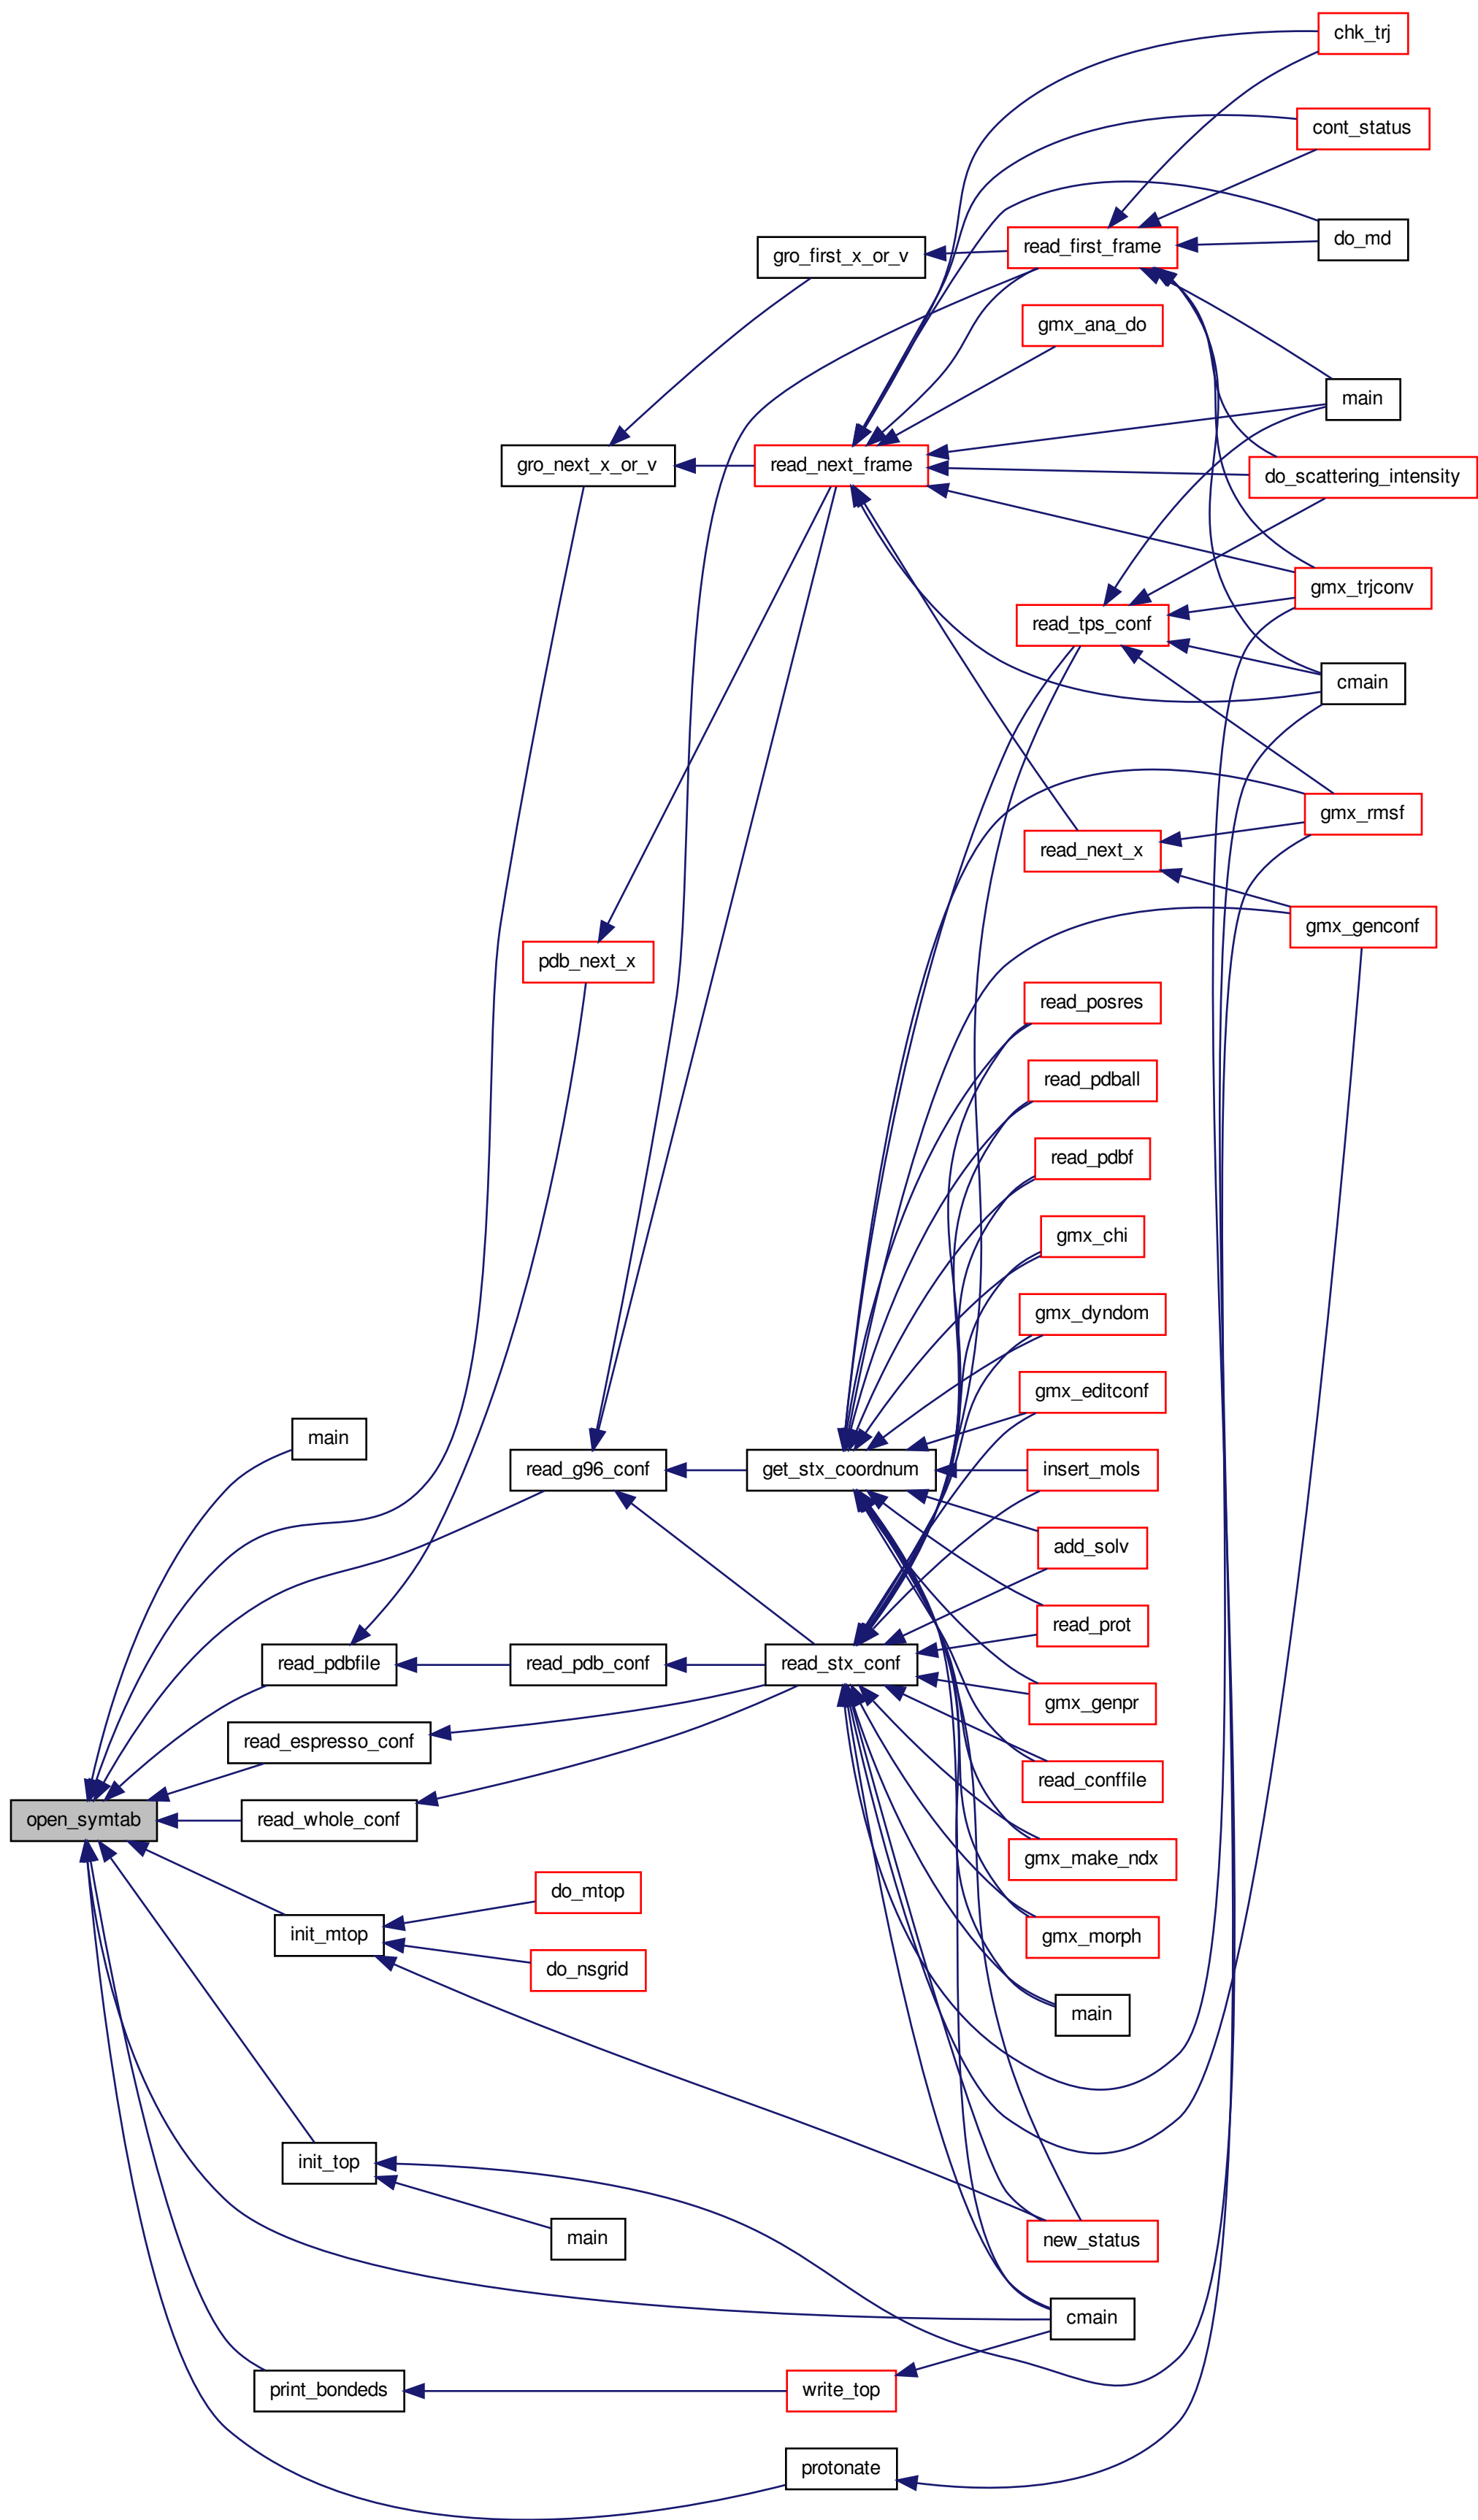 chk_trj
cont_status
do_md
read_first_frame
gro_first_x_or_v
gmx_ana_do
main
gro_next_x_or_v
read_next_frame
do_scattering_intensity
gmx_trjconv
read_tps_conf
cmain
gmx_rmsf
read_next_x
gmx_genconf
pdb_next_x
read_posres
read_pdball
read_pdbf
gmx_chi
gmx_dyndom
gmx_editconf
main
read_g96_conf
get_stx_coordnum
insert_mols
add_solv
read_prot
read_pdbfile
read_pdb_conf
read_stx_conf
gmx_genpr
read_espresso_conf
read_conffile
open_symtab
read_whole_conf
gmx_make_ndx
do_mtop
init_mtop
gmx_morph
do_nsgrid
main
init_top
main
new_status
cmain
print_bondeds
write_top
protonate